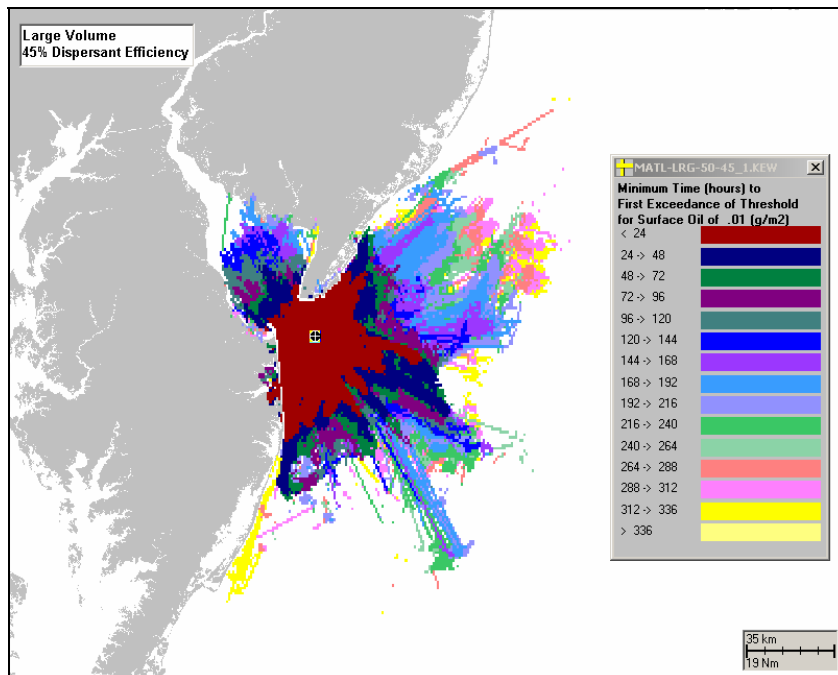 Large Volume
45% Dispersant Efficiency
MATL-LRG-50-45_1.KEW
Minimum Time (hours) to
First Exceedance of Threshold
for Surface Oil of .01 (g/m2)
< 24
24 -> 48
48 -> 72
72 -> 96
96 -> 120
120 -> 144
144 -> 168
168 -> 192
192 -> 216
216 -> 240
240 -> 264
264 -> 288
288 -> 312
312 -> 336
> 336
35 km
19 Nm